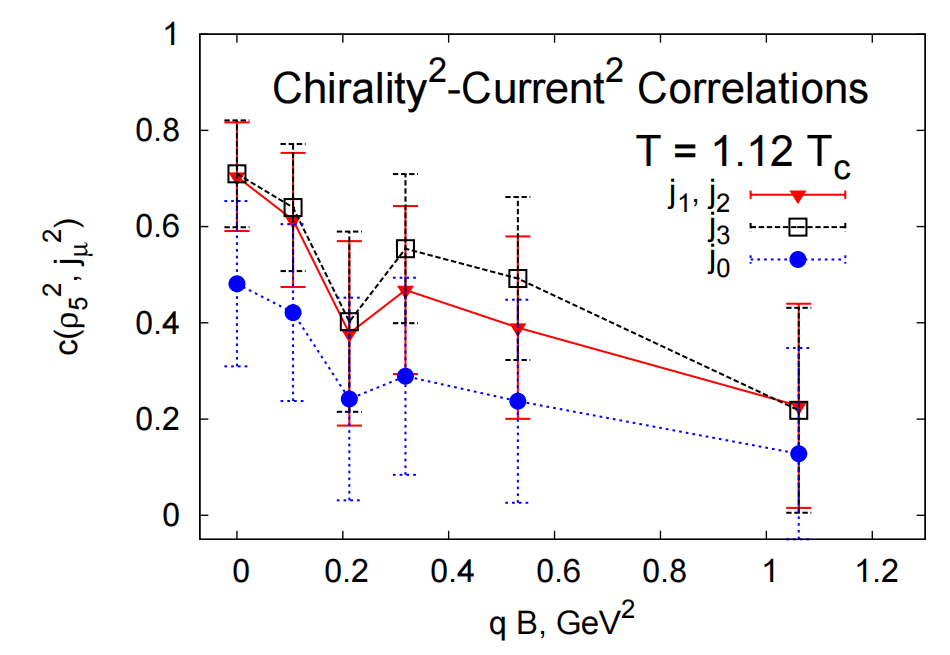 Chirality²-Current² Correlations
T = 1.12 T_c
j₁, j₂
j₃
j₀
c(ρ₅², j_μ²)
1
0.8
0.6
0.4
0.2
0
0 0.2 0.4 0.6 0.8 1 1.2
q B, GeV²